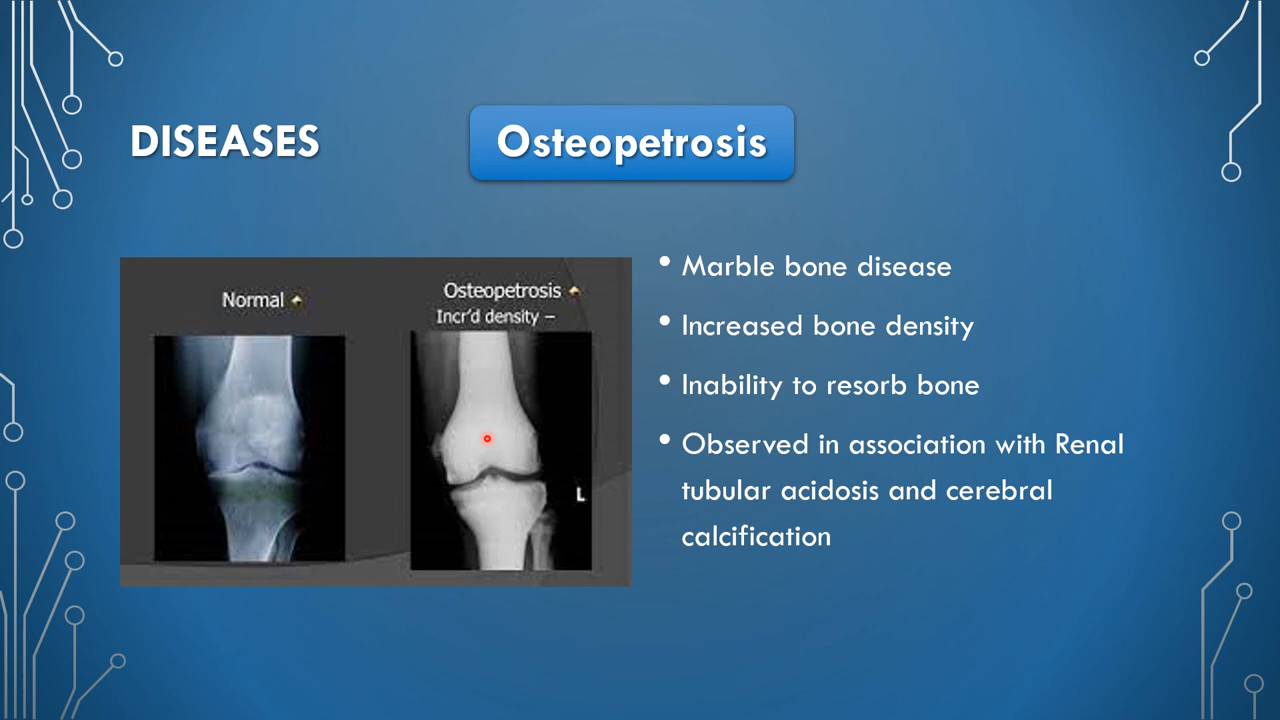 DISEASES
Osteopetrosis
Normal
Osteopetrosis
Incr'd density –
L
• Marble bone disease
• Increased bone density
• Inability to resorb bone
• Observed in association with Renal
tubular acidosis and cerebral
calcification